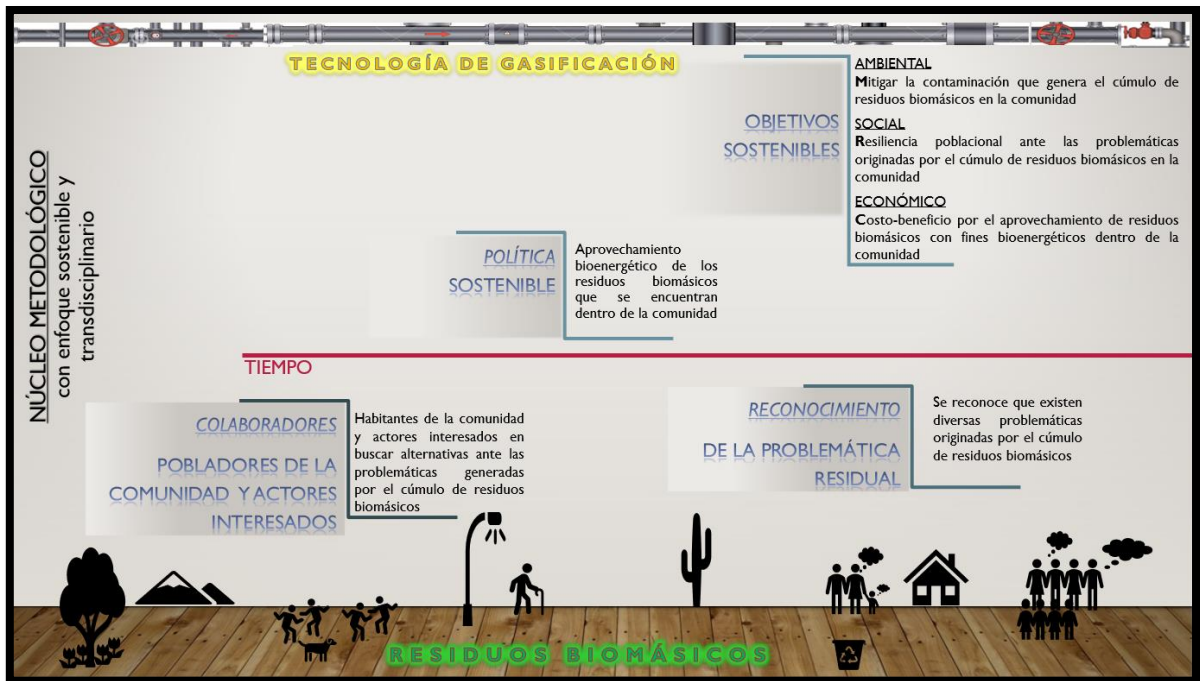 TECNOLOGÍA DE GASIFICACIÓN
NÚCLEO METODOLÓGICO
con enfoque sostenible y
transdisciplinario
OBJETIVOS
SOSTENIBLES
AMBIENTAL
Mitigar la contaminación que genera el cúmulo de
residuos biomásicos en la comunidad
SOCIAL
Resiliencia poblacional ante las problemáticas
originadas por el cúmulo de residuos biomásicos en la
comunidad
ECONÓMICO
Costo-beneficio por el aprovechamiento de residuos
biomásicos con fines bioenergéticos dentro de la
comunidad
POLÍTICA
SOSTENIBLE
Aprovechamiento
bioenergético de los
residuos biomásicos
que se encuentran
dentro de la comunidad
TIEMPO
COLABORADORES
POBLADORES DE LA
COMUNIDAD Y ACTORES
INTERESADOS
Habitantes de la comunidad
y actores interesados en
buscar alternativas ante las
problemáticas generadas
por el cúmulo de residuos
biomásicos
RECONOCIMIENTO
DE LA PROBLEMÁTICA
RESIDUAL
Se reconoce que existen
diversas problemáticas
originadas por el cúmulo
de residuos biomásicos
RESIDUOS BIOMÁSICOS